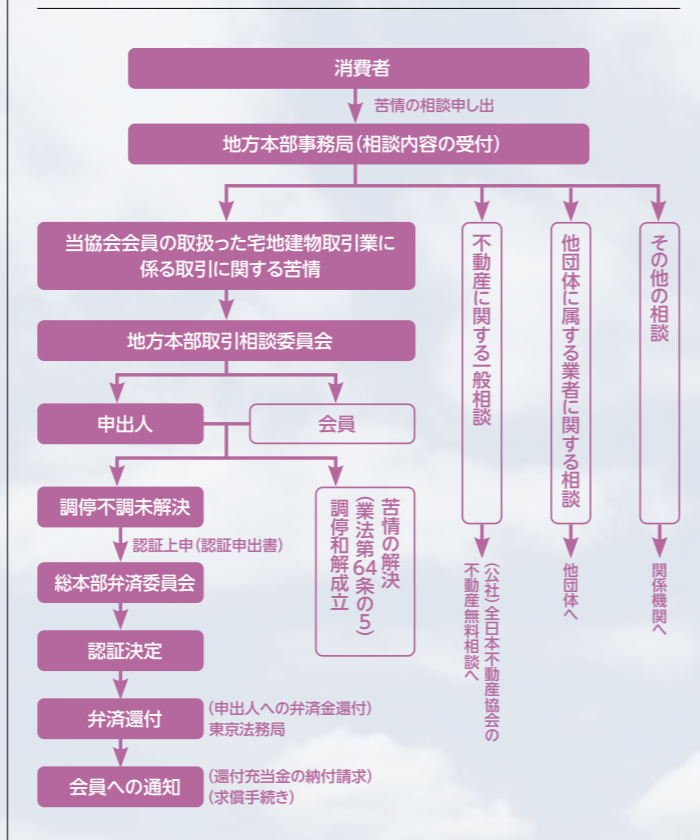 消費者
苦情の相談申し出
地方本部事務局(相談内容の受付)
当協会会員の取扱った宅地建物取引業に
係る取引に関する苦情
地方本部取引相談委員会
申出人
会員
調停不調未解決
認証上申(認証申出書)
総本部弁済委員会
認証決定
弁済還付
(申出人への弁済金還付)
東京法務局
会員への通知
(還付充当金の納付請求)
(求償手続き)
苦情の解決
(業法第64条の5)
調停和解成立
不動産に関する一般相談
(公社)全日本不動産協会の
不動産無料相談へ
他団体に属する業者に関する相談
他団体へ
その他の相談
関係機関へ